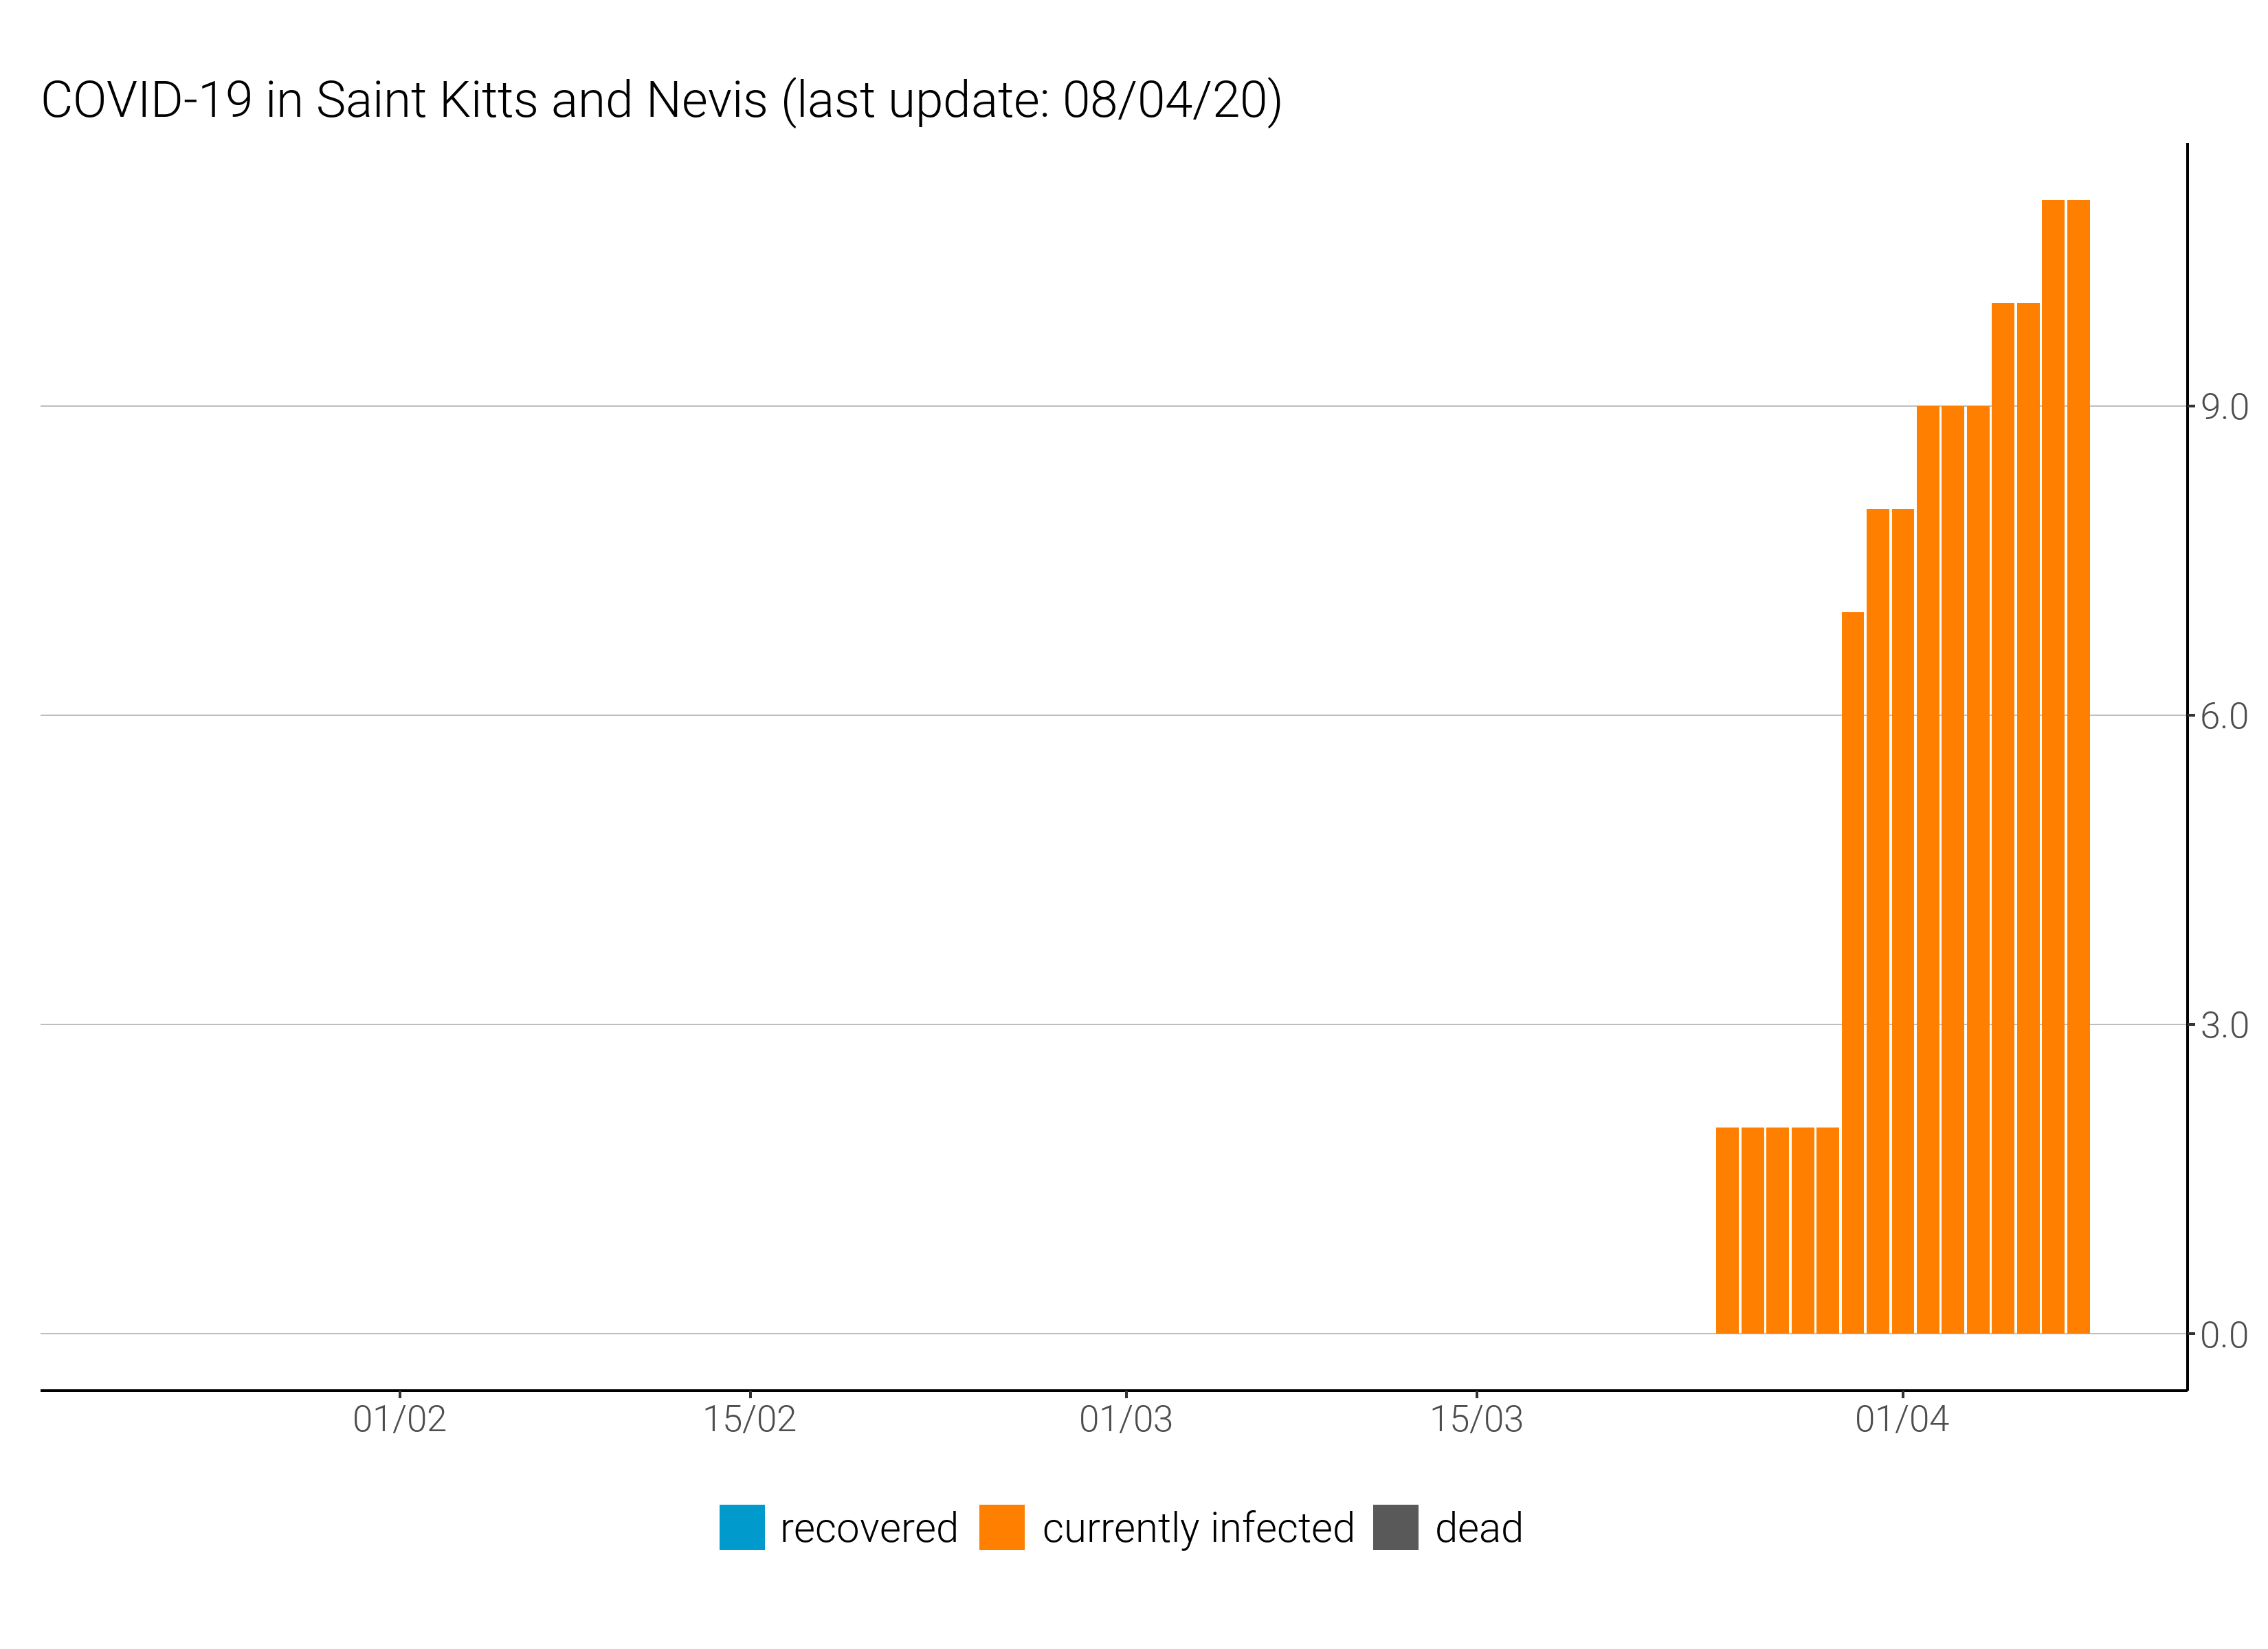 COVID-19 in Saint Kitts and Nevis (last update: 08/04/20)
9.0
6.0
3.0
0.0
01/02 15/02 01/03 15/03 01/04
recovered currently infected dead